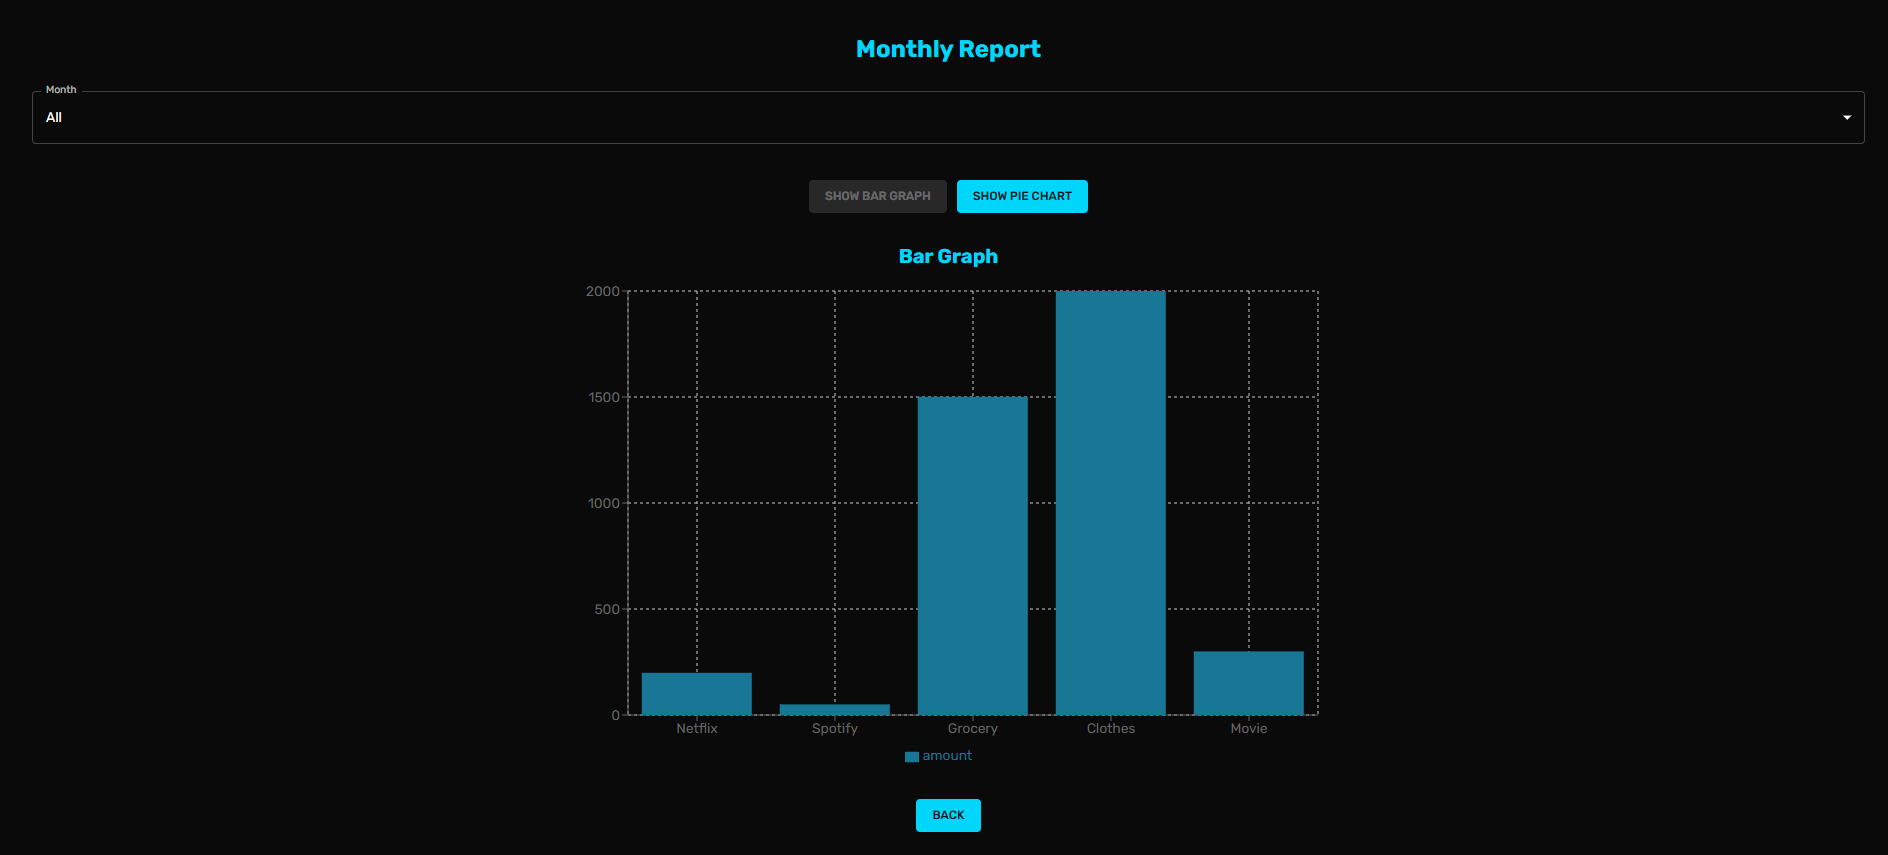 Monthly Report
Month
All
SHOW BAR GRAPH SHOW PIE CHART
Bar Graph
2000
1500
1000
500
0
Netflix Spotify Grocery Clothes Movie
amount
BACK